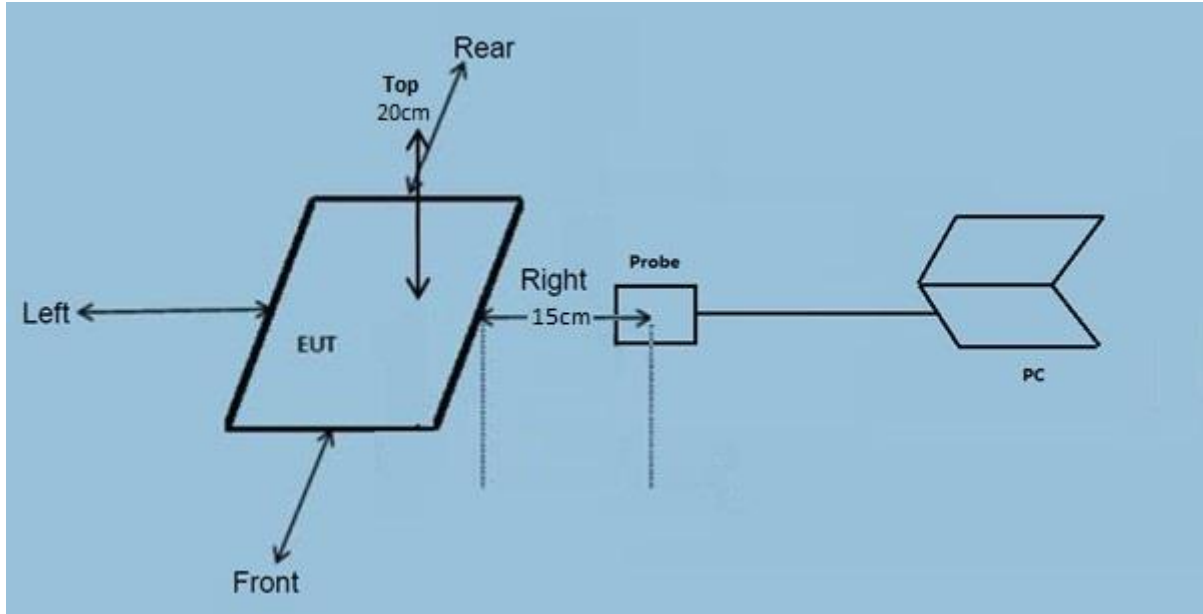 Rear
Top
20cm
Probe
Right
15cm
Left
EUT
PC
Front